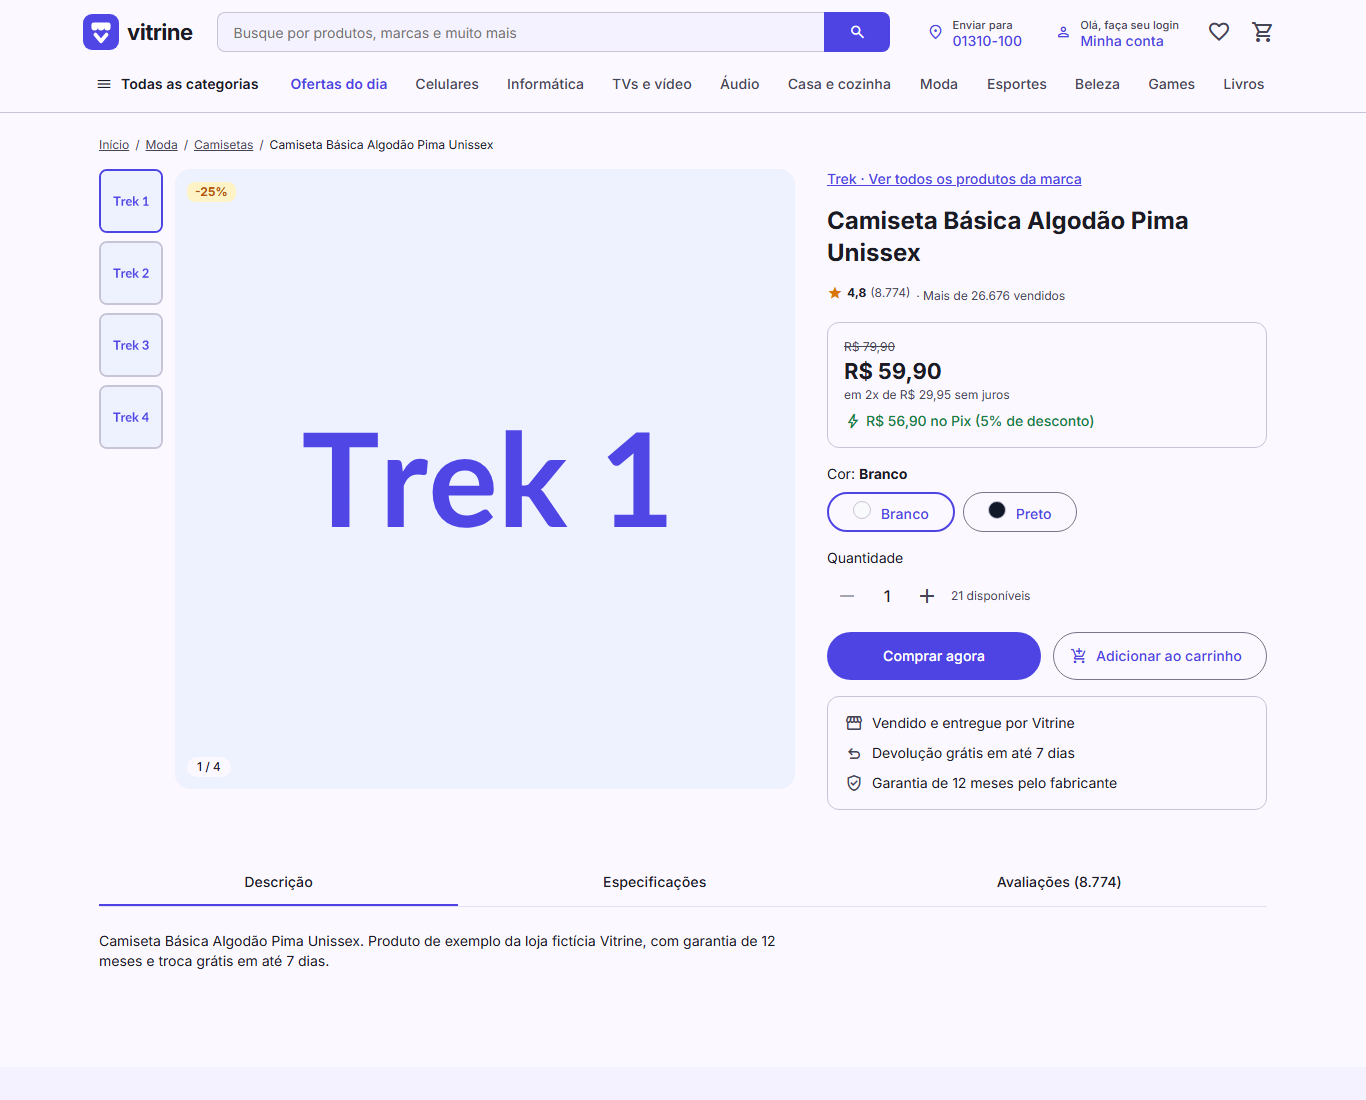 vitrine
Busque por produtos, marcas e muito mais
Enviar para
01310-100
Olá, faça seu login
Minha conta
Todas as categorias
Ofertas do dia
Celulares
Informática
TVs e vídeo
Áudio
Casa e cozinha
Moda
Esportes
Beleza
Games
Livros
Início / Moda / Camisetas / Camiseta Básica Algodão Pima Unissex
Trek 1
Trek 2
Trek 3
Trek 4
-25%
Trek 1
1 / 4
Trek · Ver todos os produtos da marca
Camiseta Básica Algodão Pima
Unissex
4,8 (8.774) · Mais de 26.676 vendidos
R$ 79,90
R$ 59,90
em 2x de R$ 29,95 sem juros
R$ 56,90 no Pix (5% de desconto)
Cor: Branco
Branco
Preto
Quantidade
1
21 disponíveis
Comprar agora
Adicionar ao carrinho
Vendido e entregue por Vitrine
Devolução grátis em até 7 dias
Garantia de 12 meses pelo fabricante
Descrição
Especificações
Avaliações (8.774)
Camiseta Básica Algodão Pima Unissex. Produto de exemplo da loja fictícia Vitrine, com garantia de 12
meses e troca grátis em até 7 dias.